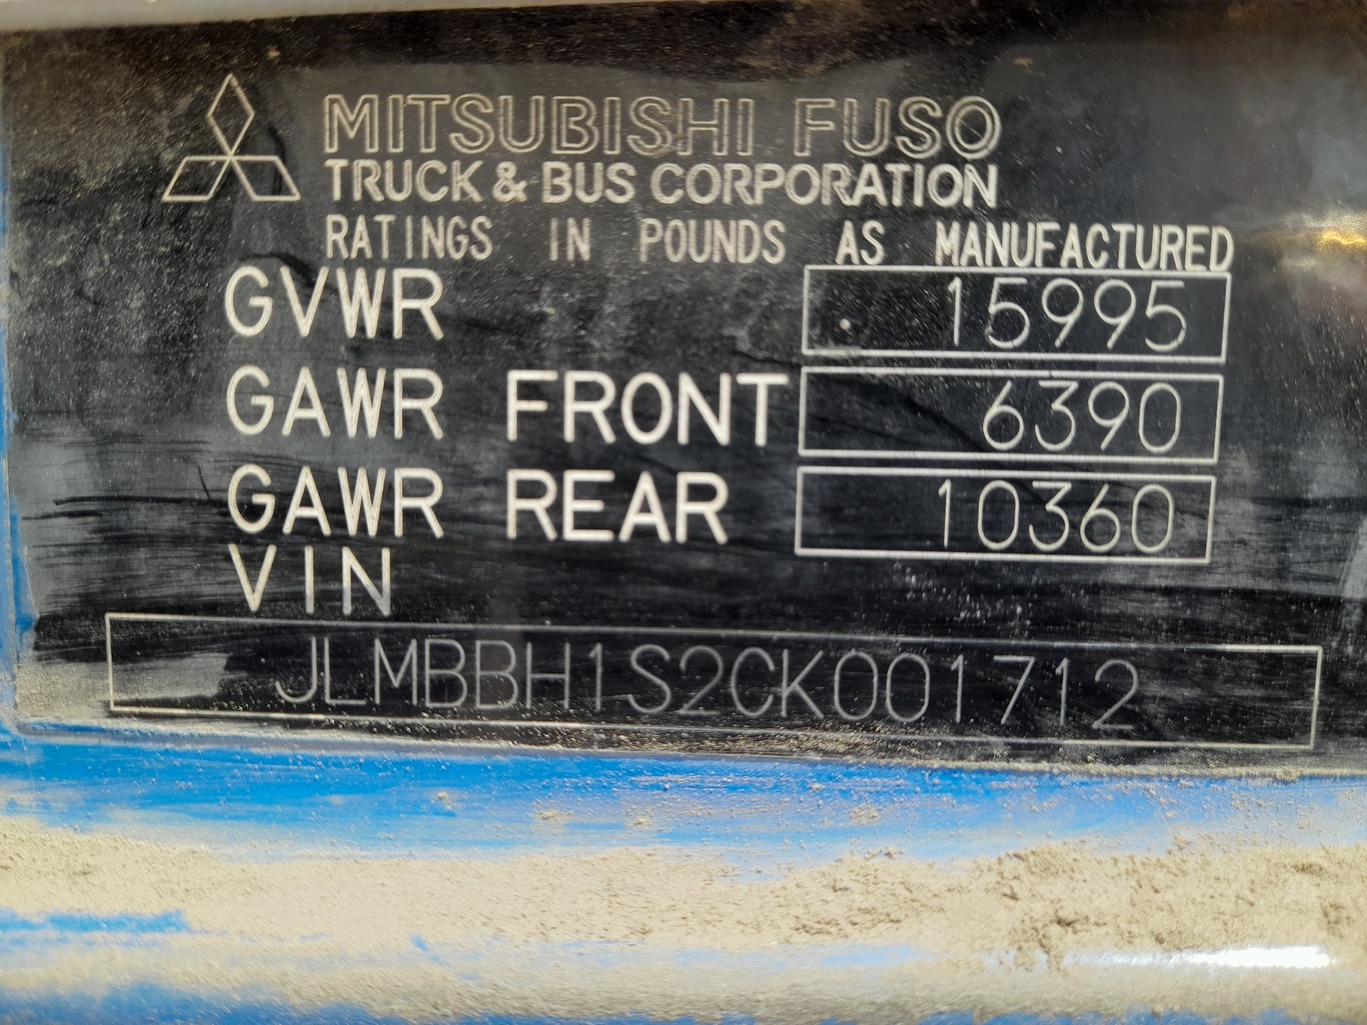 MITSUBISHI FUSO
TRUCK & BUS CORPORATION
RATINGS IN POUNDS AS MANUFACTURED
GVWR 15995
GAWR FRONT 6390
GAWR REAR 10360
VIN
JLMBBH1S2CK001712